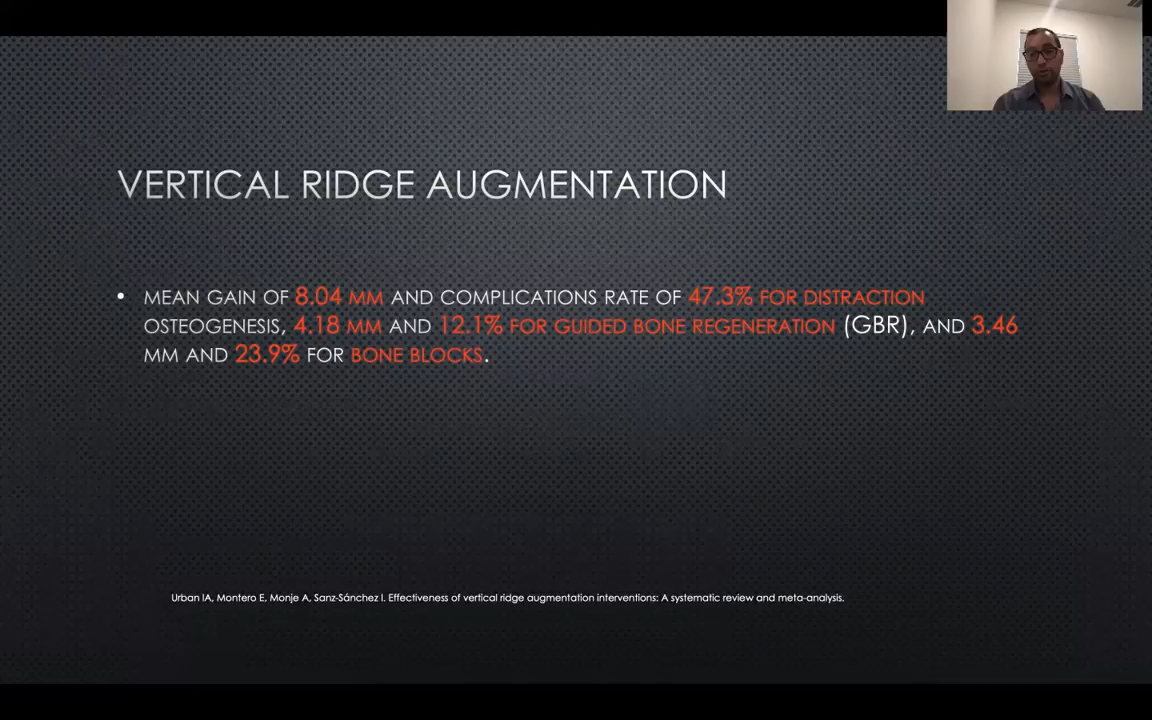 VERTICAL RIDGE AUGMENTATION
• MEAN GAIN OF 8.04 MM AND COMPLICATIONS RATE OF 47.3% FOR DISTRACTION
OSTEOGENESIS, 4.18 MM AND 12.1% FOR GUIDED BONE REGENERATION (GBR), AND 3.46
MM AND 23.9% FOR BONE BLOCKS.
Urban IA, Montero E, Monje A, Sanz-Sánchez I. Effectiveness of vertical ridge augmentation interventions: A systematic review and meta-analysis.